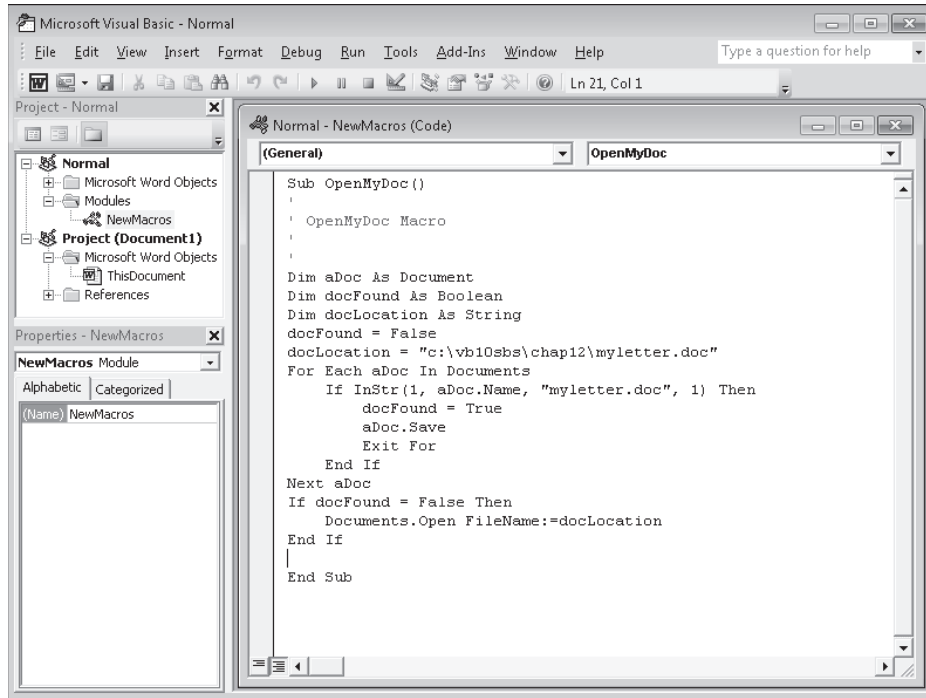 Microsoft Visual Basic - Normal
File Edit View Insert Format Debug Run Tools Add-Ins Window Help Type a question for help
Ln 21, Col 1
Project - Normal
Normal
Microsoft Word Objects
Modules
NewMacros
Project (Document1)
Microsoft Word Objects
ThisDocument
References
Properties - NewMacros
NewMacros Module
Alphabetic Categorized
(Name) NewMacros
Normal - NewMacros (Code)
(General) OpenMyDoc
Sub OpenMyDoc()
'
' OpenMyDoc Macro
'
'
Dim aDoc As Document
Dim docFound As Boolean
Dim docLocation As String
docFound = False
docLocation = "c:\vb10sbs\chap12\myletter.doc"
For Each aDoc In Documents
    If InStr(1, aDoc.Name, "myletter.doc", 1) Then
        docFound = True
        aDoc.Save
        Exit For
    End If
Next aDoc
If docFound = False Then
    Documents.Open FileName:=docLocation
End If
End Sub